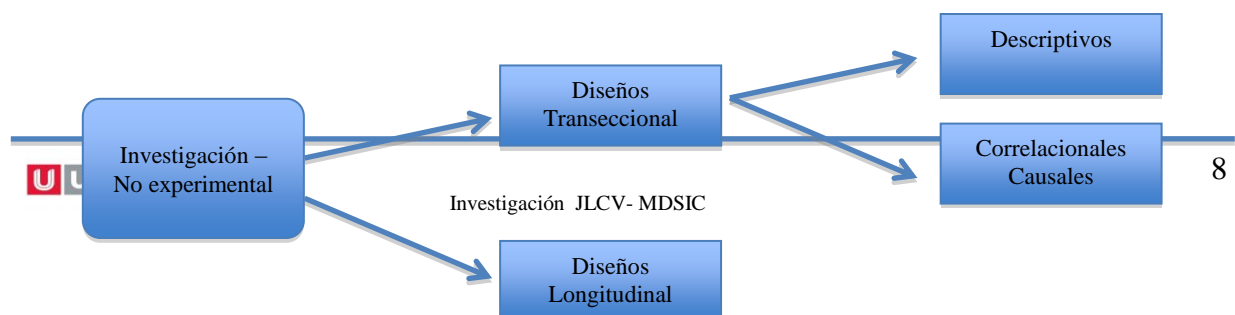 Descriptivos
Diseños
Transeccional
Investigación –
No experimental
Correlacionales
Causales
8
Investigación JLCV- MDSIC
Diseños
Longitudinal